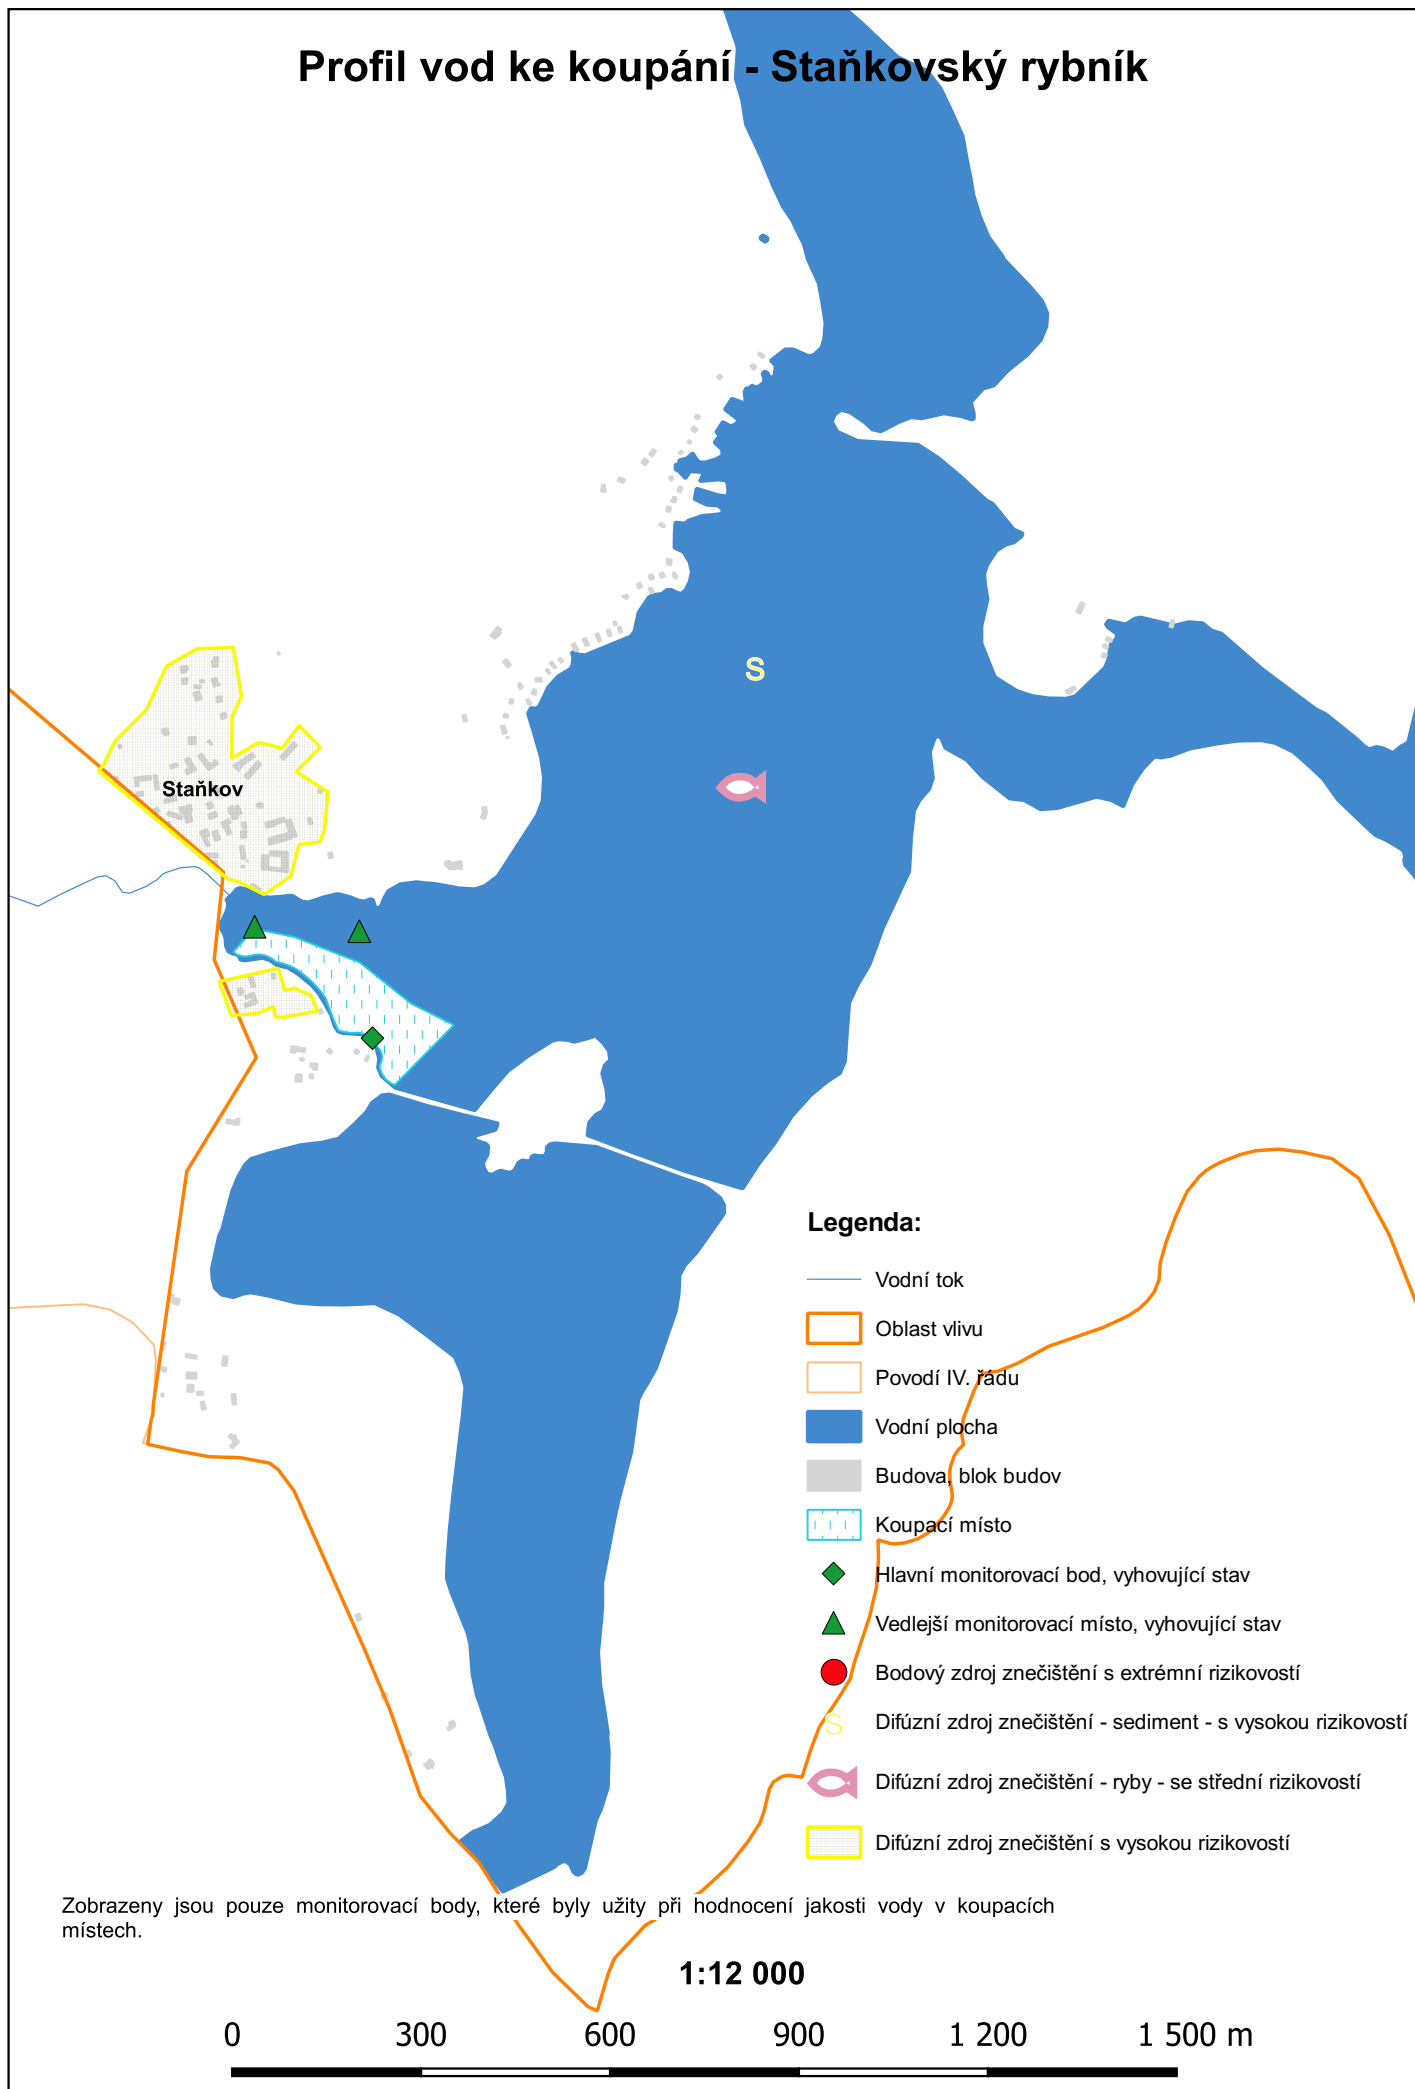 Profil vod ke koupání - Staňkovský rybník
S
Staňkov
Legenda:
Vodní tok
Oblast vlivu
Povodí IV. řádu
Vodní plocha
Budova, blok budov
Koupací místo
Hlavní monitorovací bod, vyhovující stav
Vedlejší monitorovací místo, vyhovující stav
Bodový zdroj znečištění s extrémní rizikovostí
S Difúzní zdroj znečištění - sediment - s vysokou rizikovostí
Difúzní zdroj znečištění - ryby - se střední rizikovostí
Difúzní zdroj znečištění s vysokou rizikovostí
Zobrazeny jsou pouze monitorovací body, které byly užity při hodnocení jakosti vody v koupacích
místech.
1:12 000
0 300 600 900 1 200 1 500 m